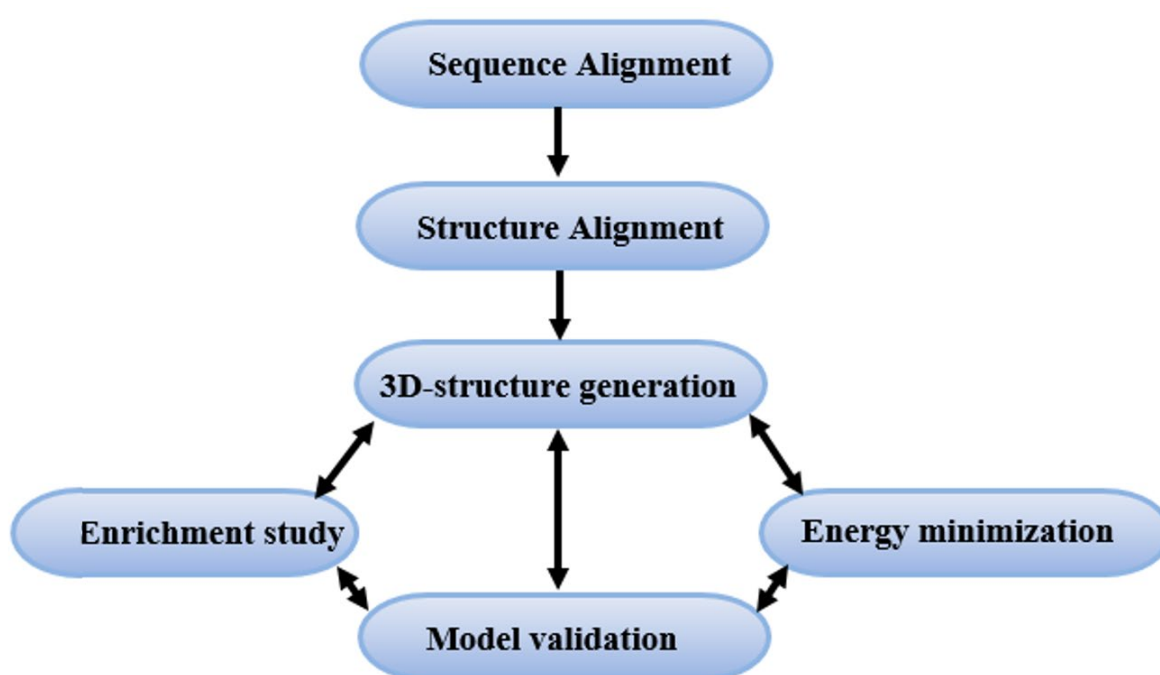 Sequence Alignment
Structure Alignment
3D-structure generation
Enrichment study
Energy minimization
Model validation